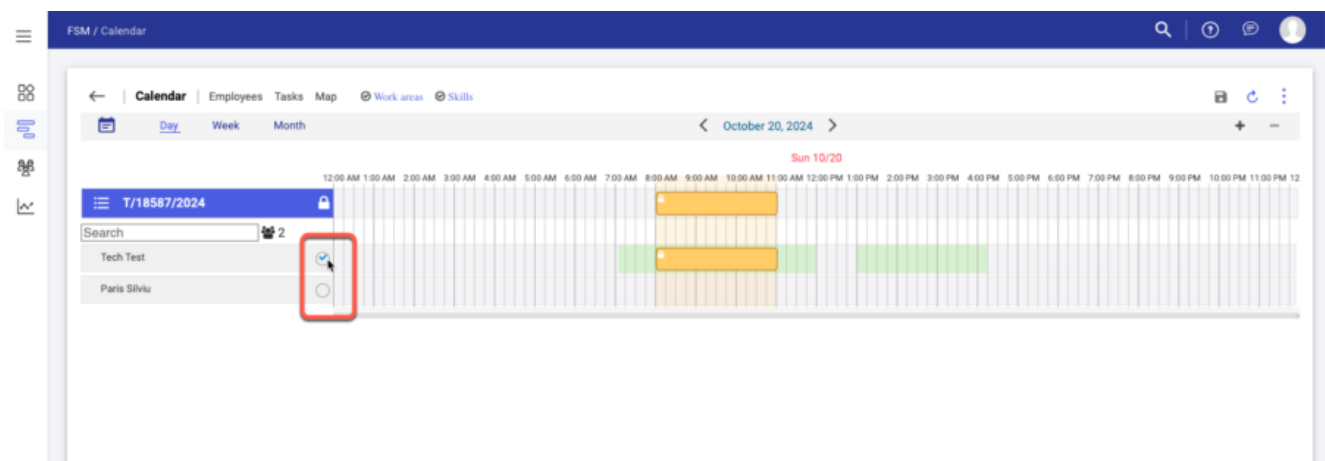 FSM / Calendar
Calendar Employees Tasks Map Work areas Skills
Day Week Month October 20, 2024 + −
Sun 10/20
12:00 AM 1:00 AM 2:00 AM 3:00 AM 4:00 AM 5:00 AM 6:00 AM 7:00 AM 8:00 AM 9:00 AM 10:00 AM 11:00 AM 12:00 PM 1:00 PM 2:00 PM 3:00 PM 4:00 PM 5:00 PM 6:00 PM 7:00 PM 8:00 PM 9:00 PM 10:00 PM 11:00 PM 12
T/18587/2024
Search 2
Tech Test
Paris Silviu